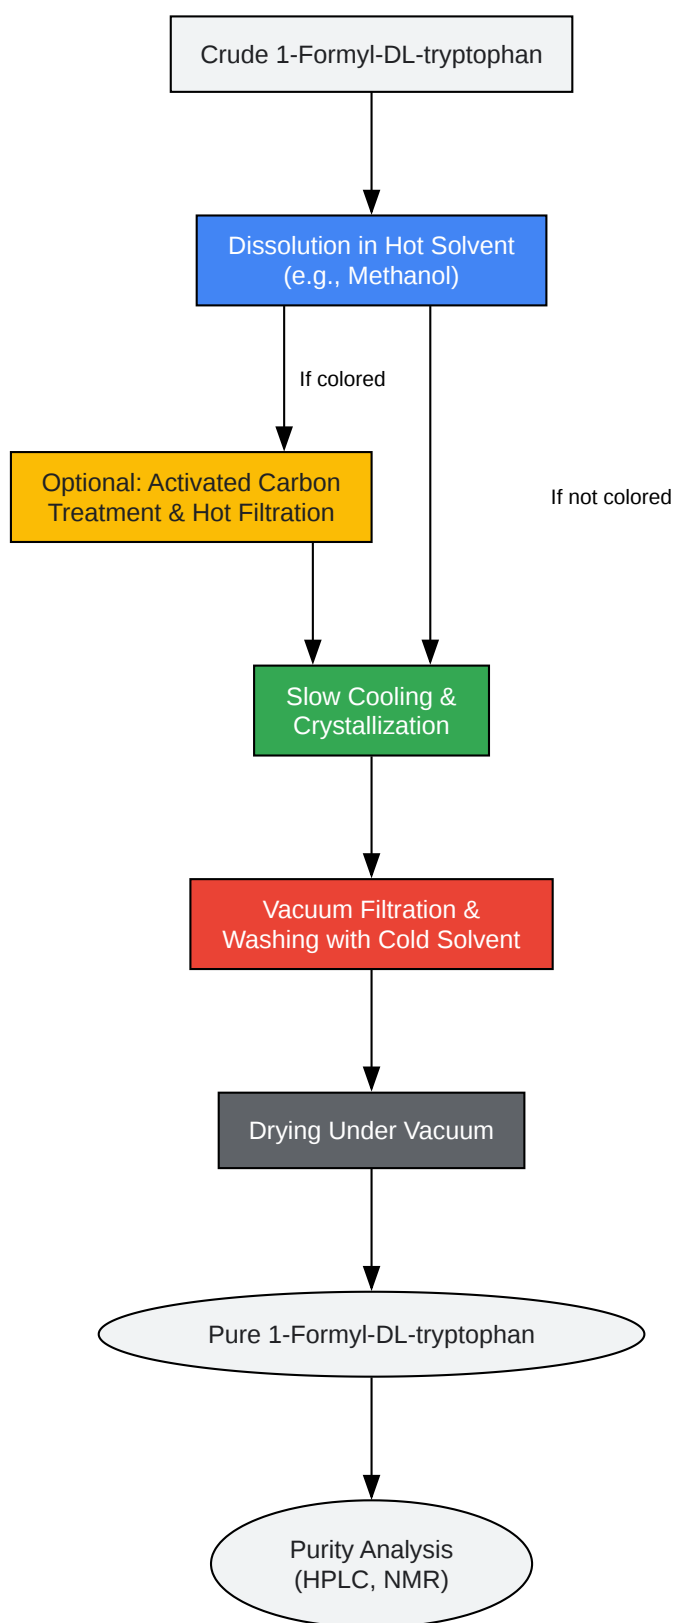 Crude 1-Formyl-DL-tryptophan
Dissolution in Hot Solvent
(e.g., Methanol)
If colored
Optional: Activated Carbon
Treatment & Hot Filtration
If not colored
Slow Cooling &
Crystallization
Vacuum Filtration &
Washing with Cold Solvent
Drying Under Vacuum
Pure 1-Formyl-DL-tryptophan
Purity Analysis
(HPLC, NMR)